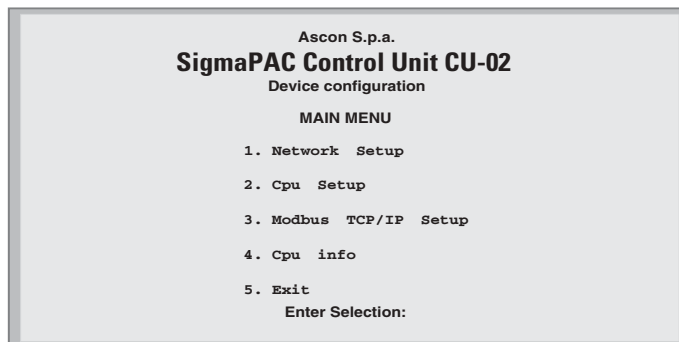 Ascon S.p.a.
SigmaPAC Control Unit CU-02
Device configuration
MAIN MENU
1. Network Setup
2. Cpu Setup
3. Modbus TCP/IP Setup
4. Cpu info
5. Exit
Enter Selection: